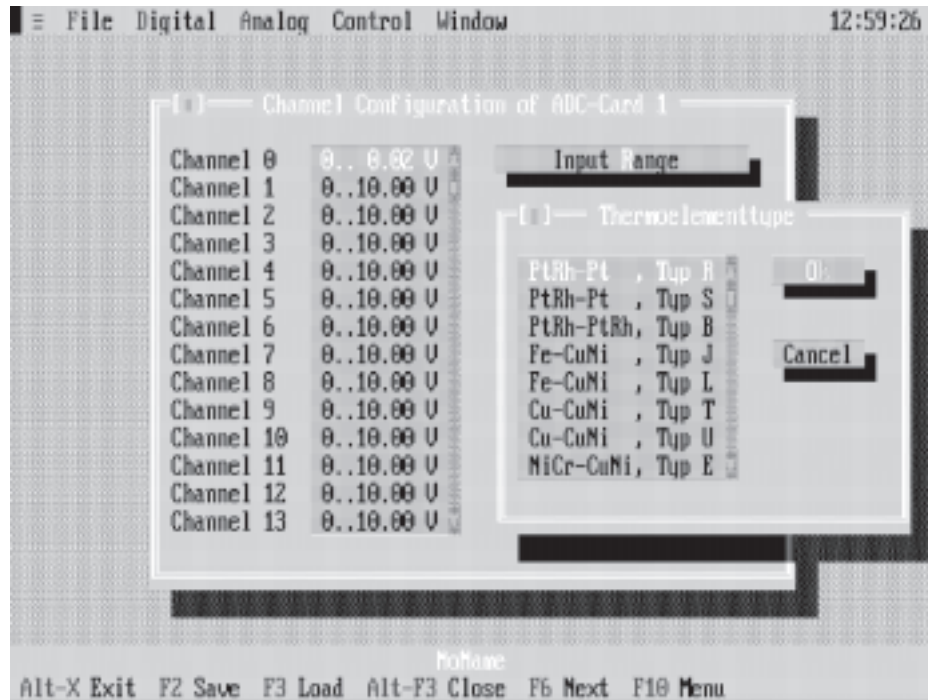 ≡ File Digital Analog Control Window 12:59:26
Channel Configuration of ADC-Card 1
Channel 0 0.. 0.02 V
Channel 1 0..10.00 V
Channel 2 0..10.00 V
Channel 3 0..10.00 V
Channel 4 0..10.00 V
Channel 5 0..10.00 V
Channel 6 0..10.00 V
Channel 7 0..10.00 V
Channel 8 0..10.00 V
Channel 9 0..10.00 V
Channel 10 0..10.00 V
Channel 11 0..10.00 V
Channel 12 0..10.00 V
Channel 13 0..10.00 V
Input Range
Thermoelementtype
PtRh-Pt , Typ R
PtRh-Pt , Typ S
PtRh-PtRh, Typ B
Fe-CuNi , Typ J
Fe-CuNi , Typ L
Cu-CuNi , Typ T
Cu-CuNi , Typ U
NiCr-CuNi, Typ E
Ok
Cancel
NoName
Alt-X Exit F2 Save F3 Load Alt-F3 Close F6 Next F10 Menu